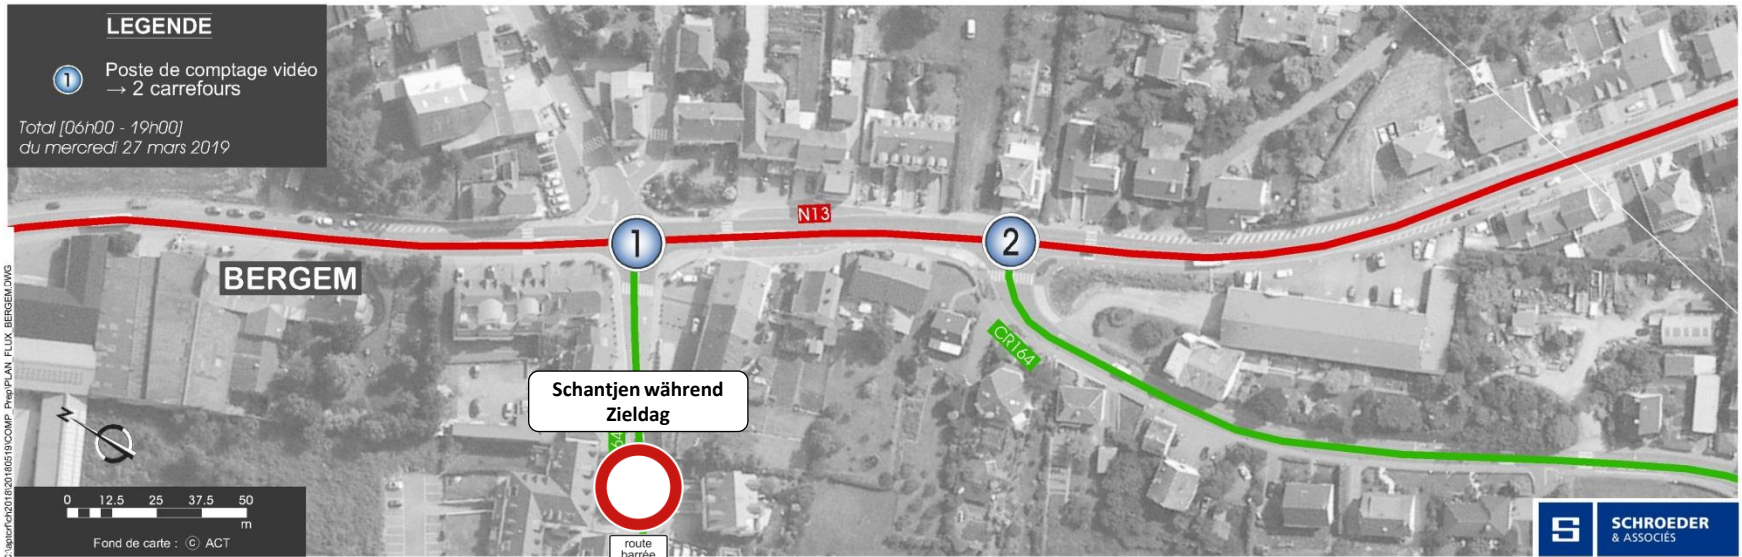 LEGENDE
1
Poste de comptage vidéo
→ 2 carrefours
Total [06h00 - 19h00]
du mercredi 27 mars 2019
N13
1
2
BERGEM
CR164
Schantjen während
Zieldag
64
N
0 12.5 25 37.5 50
m
Fond de carte : © ACT
route
barrée
S
SCHROEDER
& ASSOCIÉS